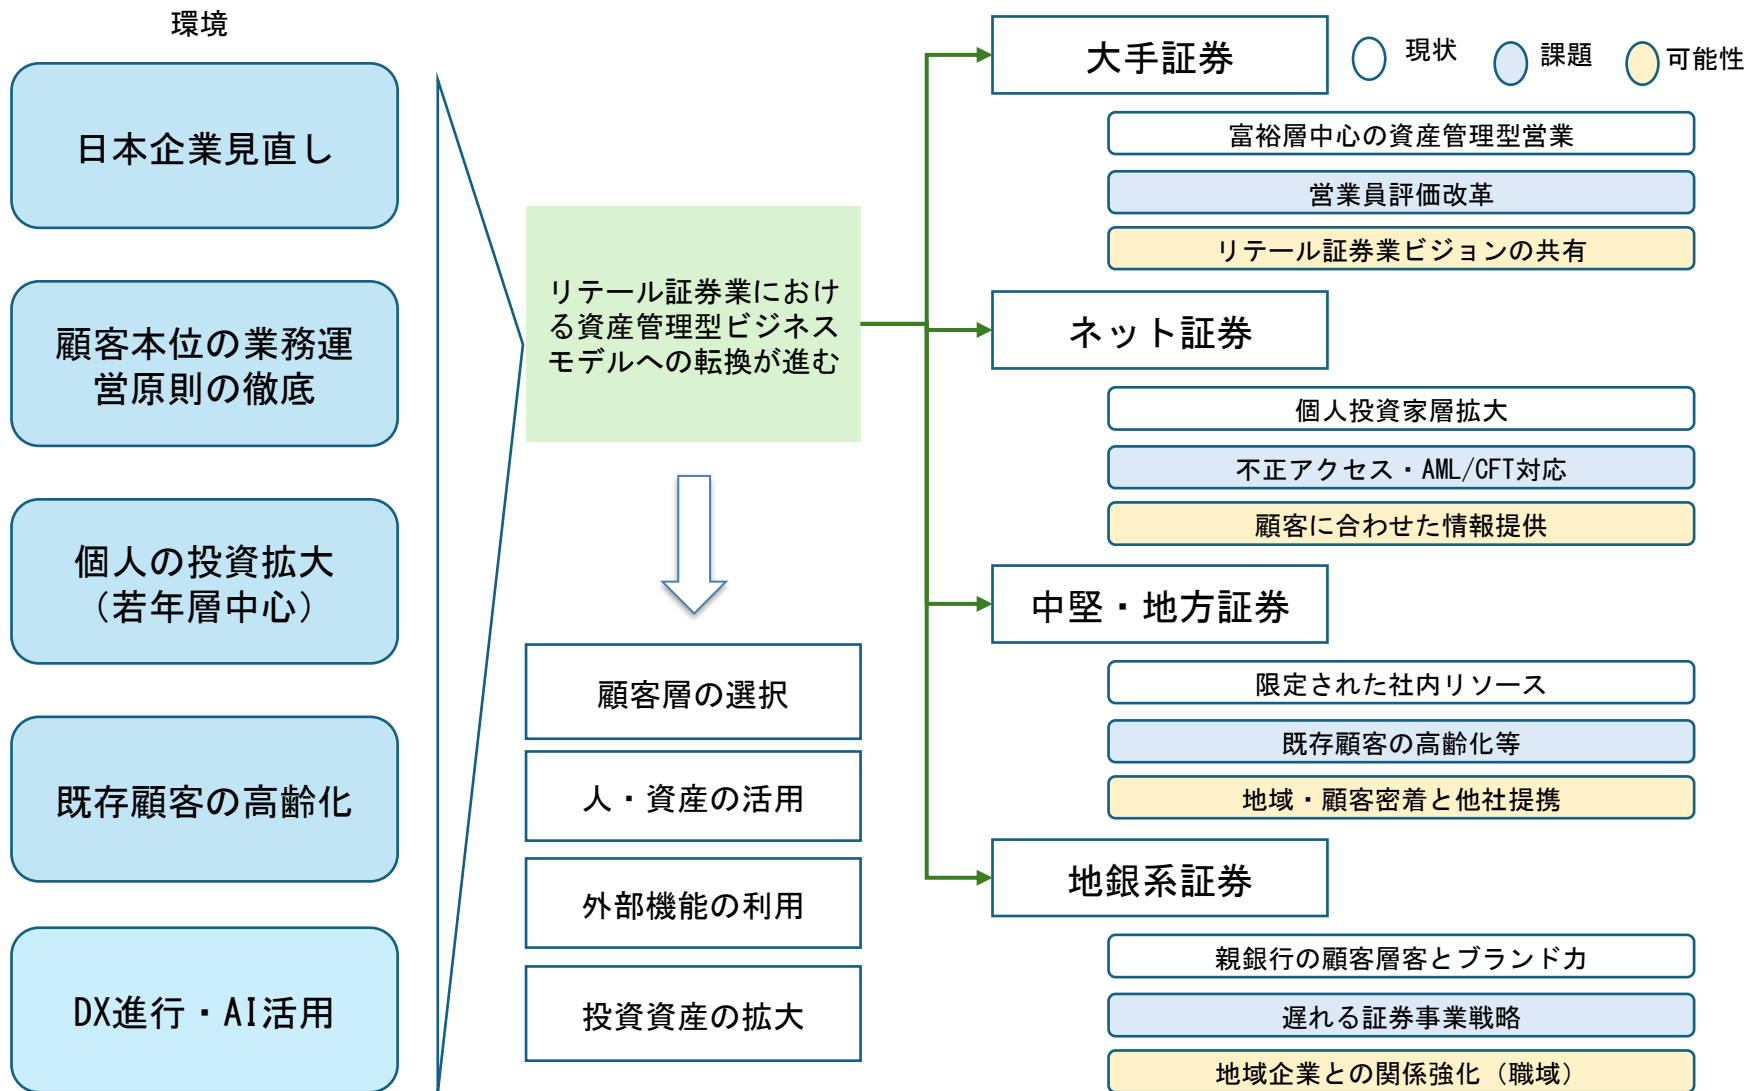 環境
日本企業見直し
顧客本位の業務運
営原則の徹底
個人の投資拡大
（若年層中心）
既存顧客の高齢化
DX進行・AI活用
リテール証券業におけ
る資産管理型ビジネス
モデルへの転換が進む
顧客層の選択
人・資産の活用
外部機能の利用
投資資産の拡大
現状
課題
可能性
大手証券
富裕層中心の資産管理型営業
営業員評価改革
リテール証券業ビジョンの共有
ネット証券
個人投資家層拡大
不正アクセス・AML/CFT対応
顧客に合わせた情報提供
中堅・地方証券
限定された社内リソース
既存顧客の高齢化等
地域・顧客密着と他社提携
地銀系証券
親銀行の顧客層客とブランド力
遅れる証券事業戦略
地域企業との関係強化（職域）